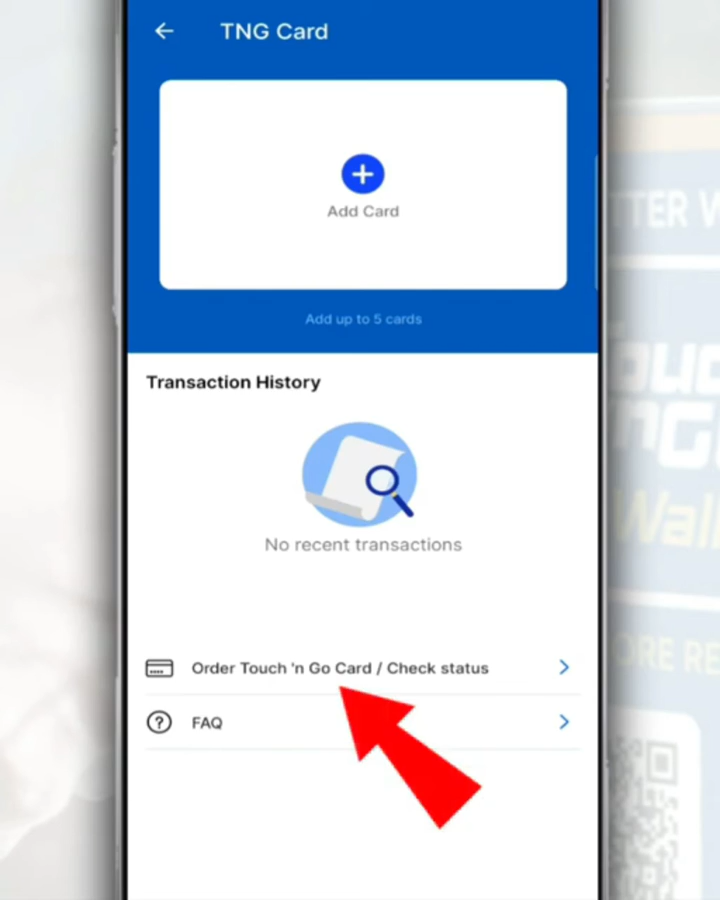 TNG Card
Add Card
Add up to 5 cards
Transaction History
No recent transactions
Order Touch 'n Go Card / Check status
? FAQ